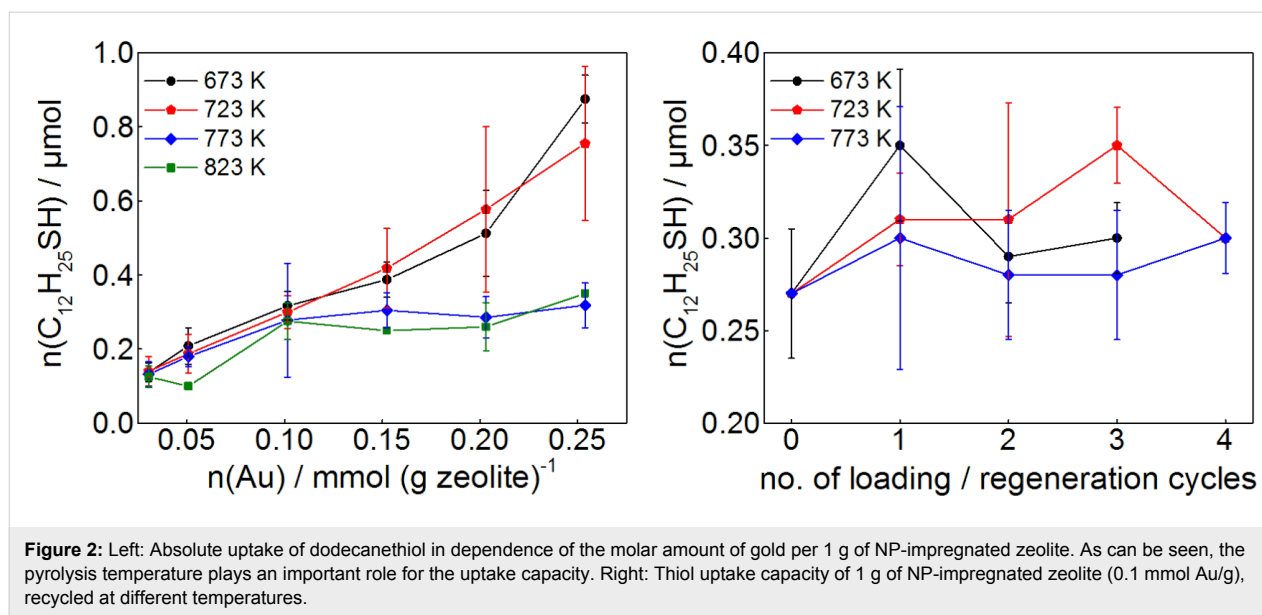 n(C₁₂H₂₅SH) / µmol
1.0
0.8
0.6
0.4
0.2
0.0
673 K
723 K
773 K
823 K
0.05 0.10 0.15 0.20 0.25
n(Au) / mmol (g zeolite)⁻¹
n(C₁₂H₂₅SH) / µmol
0.40
0.35
0.30
0.25
0.20
673 K
723 K
773 K
0 1 2 3 4
no. of loading / regeneration cycles
Figure 2: Left: Absolute uptake of dodecanethiol in dependence of the molar amount of gold per 1 g of NP-impregnated zeolite. As can be seen, the
pyrolysis temperature plays an important role for the uptake capacity. Right: Thiol uptake capacity of 1 g of NP-impregnated zeolite (0.1 mmol Au/g),
recycled at different temperatures.